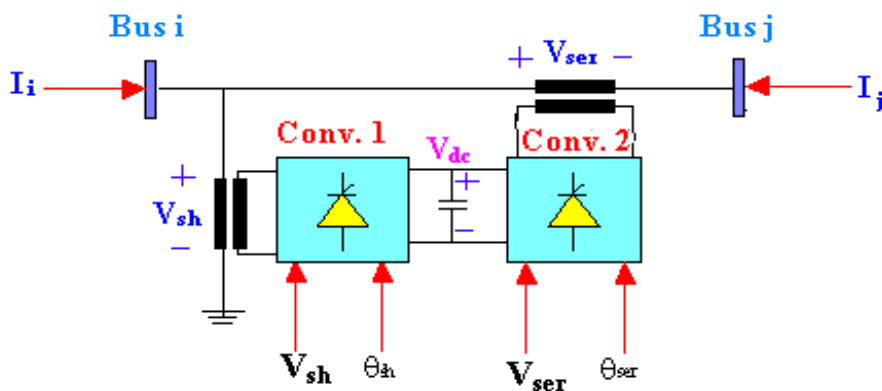 Bus i
Bus j
+ Vser −
Ii
Ij
Conv. 1
Vdc
Conv. 2
+
Vsh
−
+
−
Vsh
θsh
Vser
θser